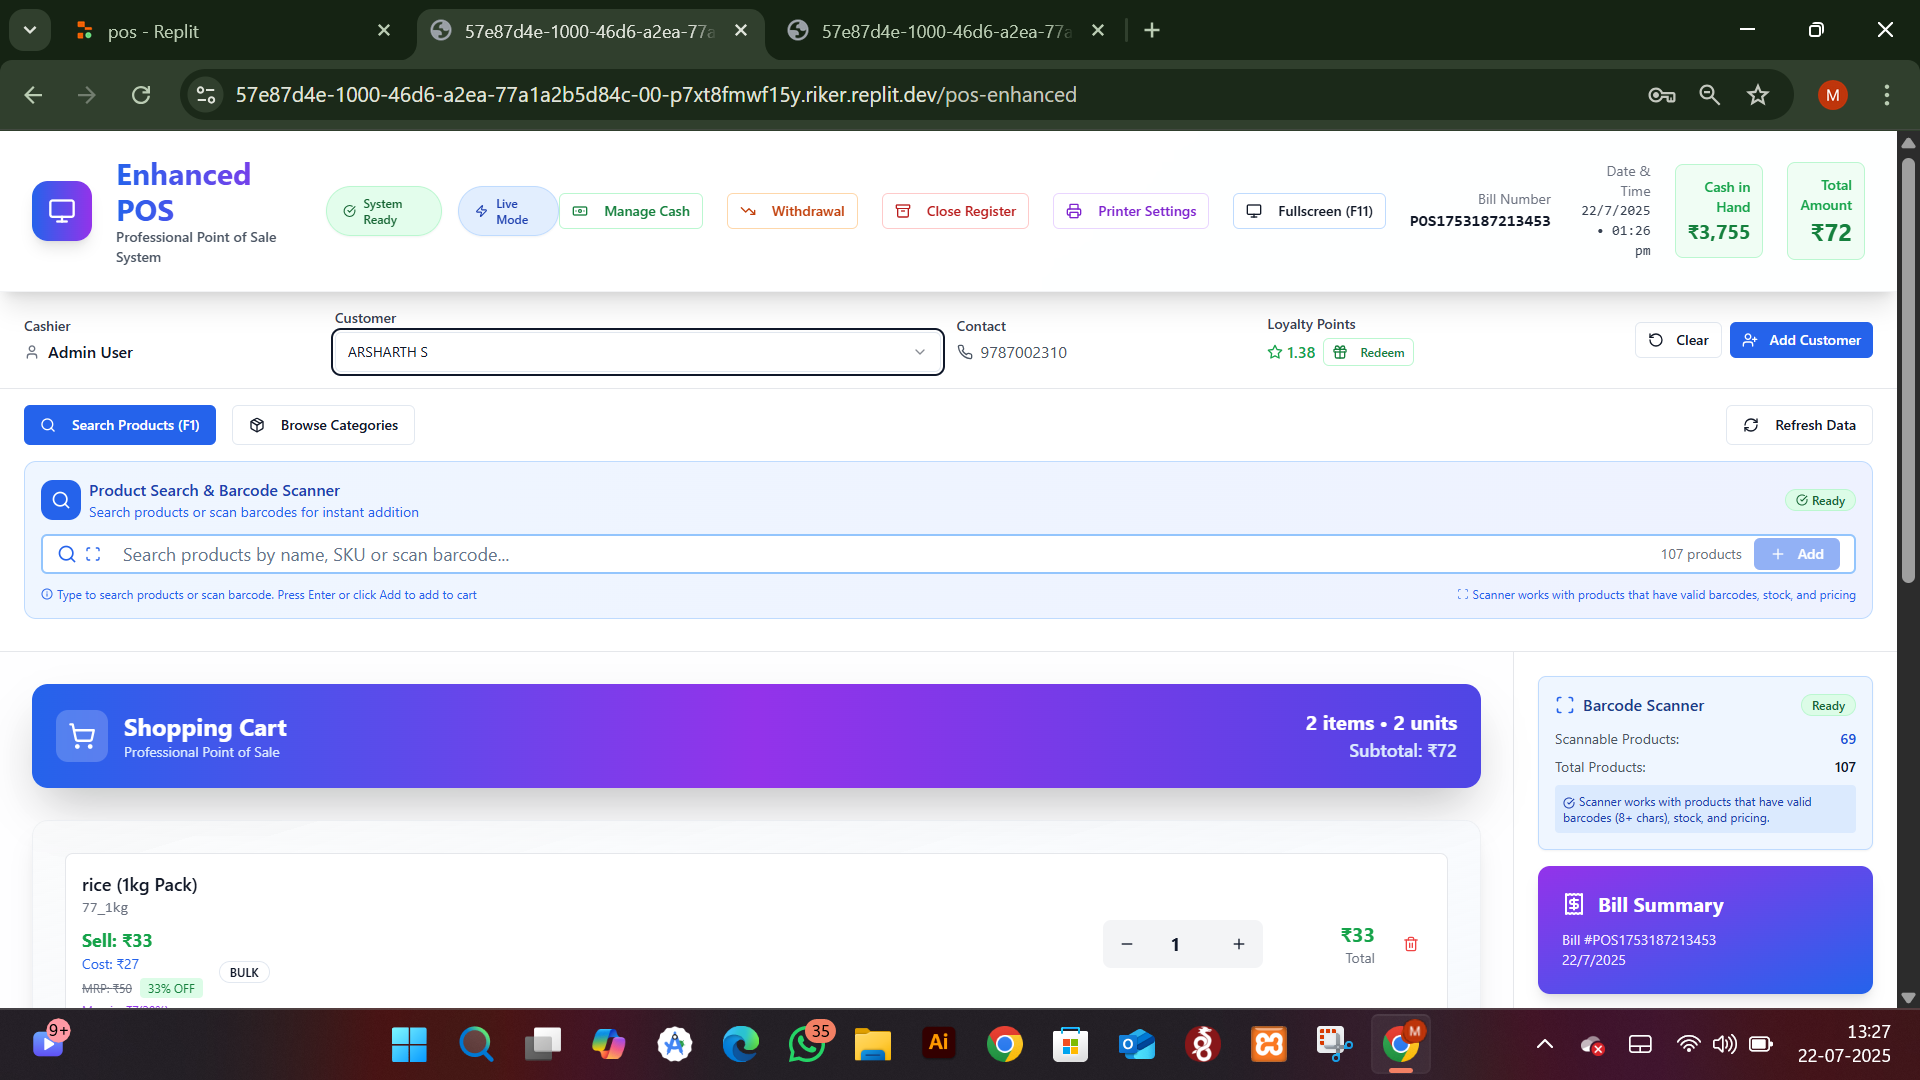 pos - Replit
57e87d4e-1000-46d6-a2ea-77a
57e87d4e-1000-46d6-a2ea-77a
57e87d4e-1000-46d6-a2ea-77a1a2b5d84c-00-p7xt8fmwf15y.riker.replit.dev/pos-enhanced
M
Enhanced
POS
Professional Point of Sale
System
System
Ready
Live
Mode
Manage Cash
Withdrawal
Close Register
Printer Settings
Fullscreen (F11)
Bill Number
POS1753187213453
Date &
Time
22/7/2025
• 01:26
pm
Cash in
Hand
₹3,755
Total
Amount
₹72
Cashier
Admin User
Customer
ARSHARTH S
Contact
9787002310
Loyalty Points
1.38
Redeem
Clear
Add Customer
Search Products (F1)
Browse Categories
Refresh Data
Product Search & Barcode Scanner
Search products or scan barcodes for instant addition
Ready
Search products by name, SKU or scan barcode...
107 products
Add
Type to search products or scan barcode. Press Enter or click Add to add to cart
Scanner works with products that have valid barcodes, stock, and pricing
Shopping Cart
Professional Point of Sale
2 items • 2 units
Subtotal: ₹72
Barcode Scanner
Ready
Scannable Products:
69
Total Products:
107
Scanner works with products that have valid
barcodes (8+ chars), stock, and pricing.
rice (1kg Pack)
77_1kg
Sell: ₹33
Cost: ₹27
MRP: ₹50
33% OFF
BULK
1
₹33
Total
Bill Summary
Bill #POS1753187213453
22/7/2025
9+
35
Ai
M
13:27
22-07-2025